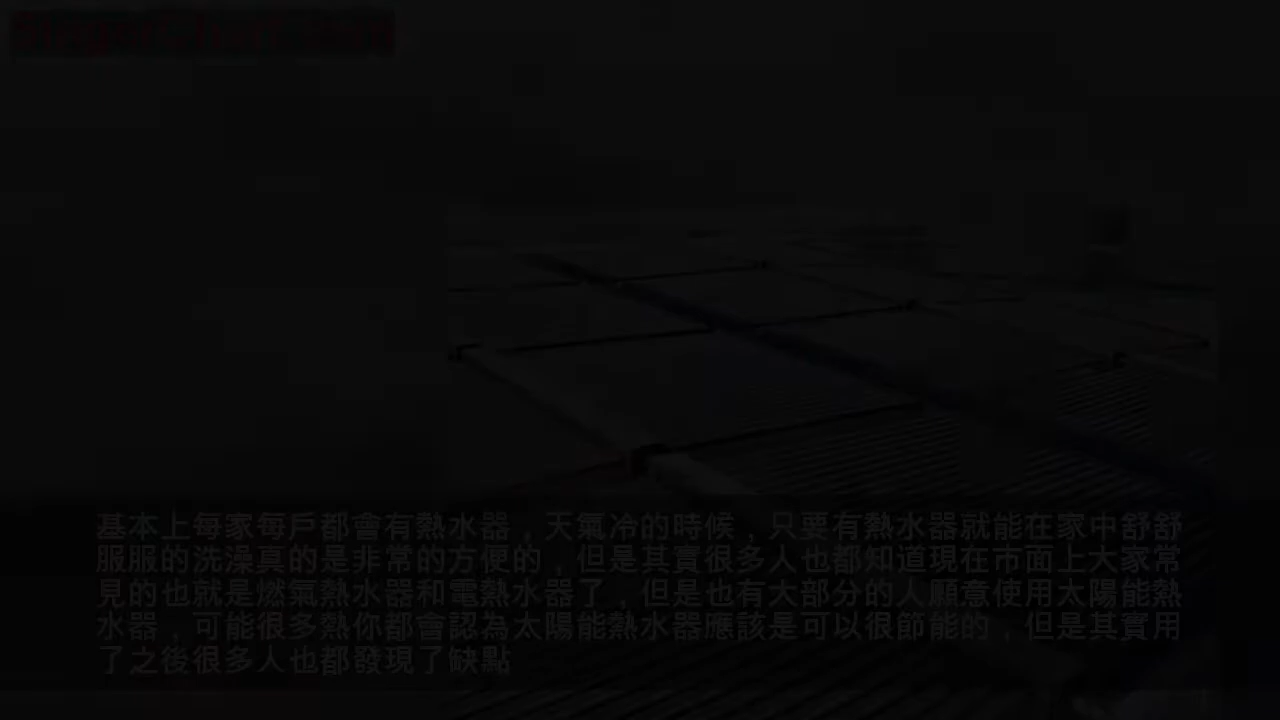 基本上每家每戶都會有熱水器，天氣冷的時候，只要有熱水器就能在家中舒舒
服服的洗澡真的是非常的方便的，但是其實很多人也都知道現在市面上大家常
見的也就是燃氣熱水器和電熱水器了，但是也有大部分的人願意使用太陽能熱
水器，可能很多熱你都會認為太陽能熱水器應該是可以很節能的，但是其實用
了之後很多人也都發現了缺點